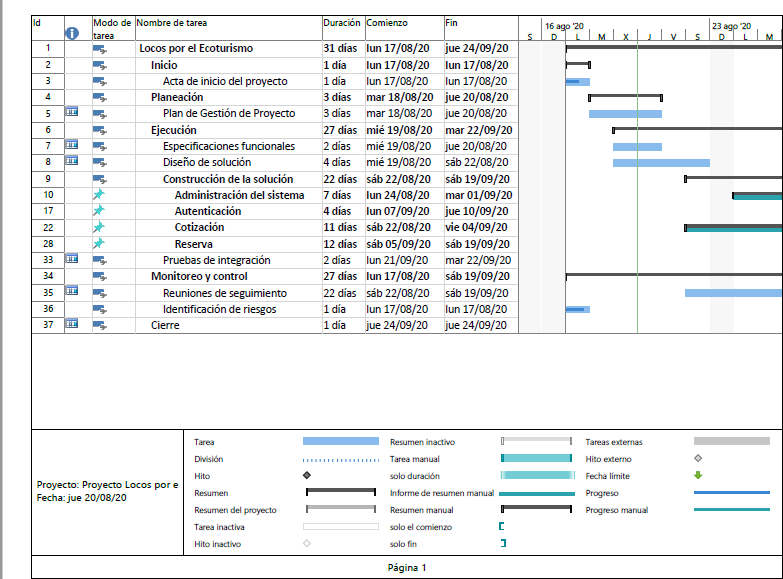 Id Modo de tarea Nombre de tarea Duración Comienzo Fin 16 ago '20 23 ago '20
S D L M X J V S D L M
1 Locos por el Ecoturismo 31 días lun 17/08/20 jue 24/09/20
2 Inicio 1 día lun 17/08/20 lun 17/08/20
3 Acta de inicio del proyecto 1 día lun 17/08/20 lun 17/08/20
4 Planeación 3 días mar 18/08/20 jue 20/08/20
5 Plan de Gestión de Proyecto 3 días mar 18/08/20 jue 20/08/20
6 Ejecución 27 días mié 19/08/20 mar 22/09/20
7 Especificaciones funcionales 2 días mié 19/08/20 jue 20/08/20
8 Diseño de solución 4 días mié 19/08/20 sáb 22/08/20
9 Construcción de la solución 22 días sáb 22/08/20 sáb 19/09/20
10 Administración del sistema 7 días lun 24/08/20 mar 01/09/20
17 Autenticación 4 días lun 07/09/20 jue 10/09/20
22 Cotización 11 días sáb 22/08/20 vie 04/09/20
28 Reserva 12 días sáb 05/09/20 sáb 19/09/20
33 Pruebas de integración 2 días lun 21/09/20 mar 22/09/20
34 Monitoreo y control 27 días lun 17/08/20 sáb 19/09/20
35 Reuniones de seguimiento 22 días sáb 22/08/20 sáb 19/09/20
36 Identificación de riesgos 1 día lun 17/08/20 lun 17/08/20
37 Cierre 1 día jue 24/09/20 jue 24/09/20
Proyecto: Proyecto Locos por e
Fecha: jue 20/08/20
Tarea
División
Hito
Resumen
Resumen del proyecto
Tarea inactiva
Hito inactivo
Resumen inactivo
Tarea manual
solo duración
Informe de resumen manual
Resumen manual
solo el comienzo
solo fin
Tareas externas
Hito externo
Fecha límite
Progreso
Progreso manual
Página 1